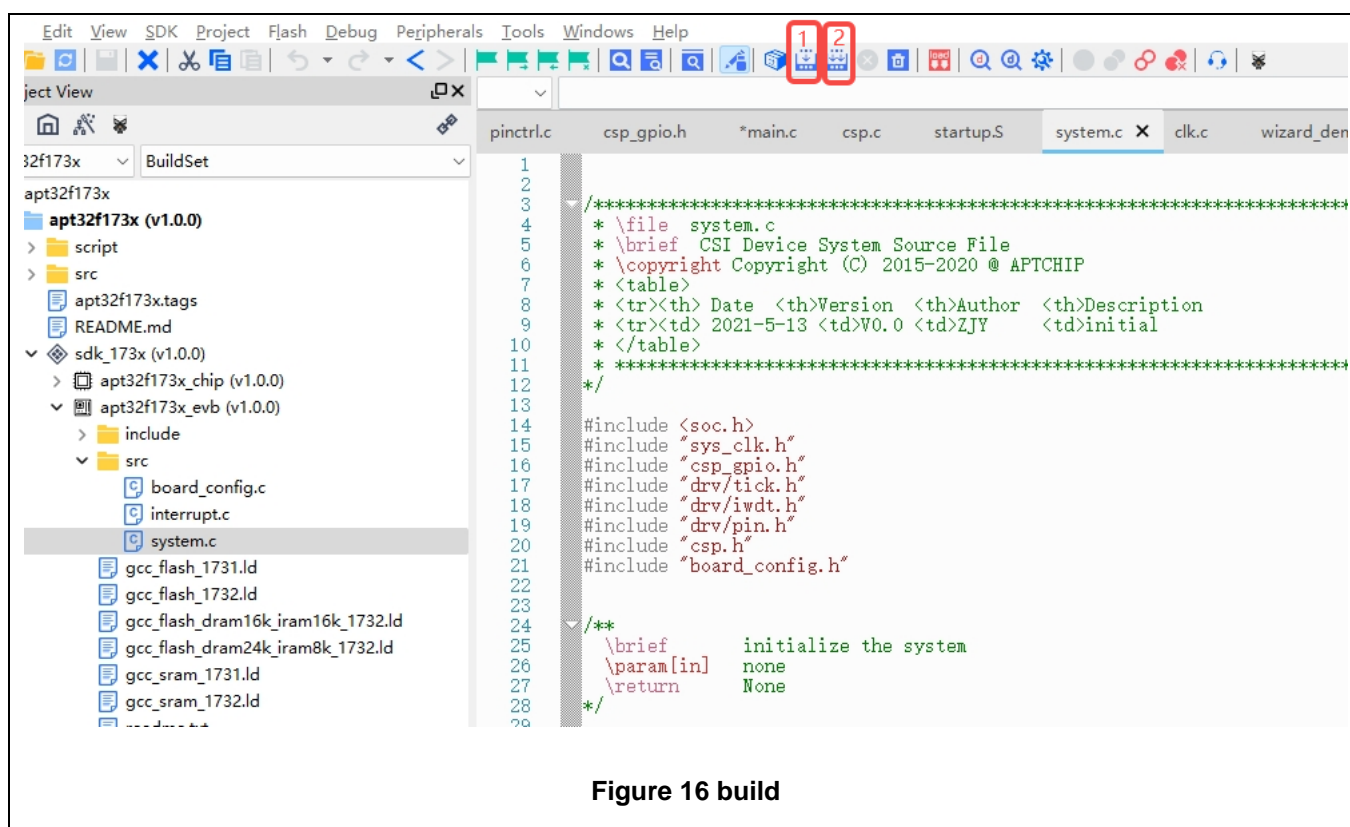 Edit View SDK Project Flash Debug Peripherals Tools Windows Help
1 2
load
ject View
pinctrl.c csp_gpio.h *main.c csp.c startup.S system.c clk.c wizard_den
32f173x BuildSet
apt32f173x
apt32f173x (v1.0.0)
script
src
apt32f173x.tags
README.md
sdk_173x (v1.0.0)
apt32f173x_chip (v1.0.0)
apt32f173x_evb (v1.0.0)
include
src
board_config.c
interrupt.c
system.c
gcc_flash_1731.ld
gcc_flash_1732.ld
gcc_flash_dram16k_iram16k_1732.ld
gcc_flash_dram24k_iram8k_1732.ld
gcc_sram_1731.ld
gcc_sram_1732.ld
readme.txt
1
2
3 /*******************************************************************************
4 * \file system.c
5 * \brief CSI Device System Source File
6 * \copyright Copyright (C) 2015-2020 @ APTCHIP
7 * <table>
8 * <tr><th> Date <th>Version <th>Author <th>Description
9 * <tr><td> 2021-5-13 <td>V0.0 <td>ZJY <td>initial
10 * </table>
11 * *****************************************************************************
12 */
13
14 #include <soc.h>
15 #include "sys_clk.h"
16 #include "csp_gpio.h"
17 #include "drv/tick.h"
18 #include "drv/iwdt.h"
19 #include "drv/pin.h"
20 #include "csp.h"
21 #include "board_config.h"
22
23
24 /**
25 \brief initialize the system
26 \param[in] none
27 \return None
28 */
29
Figure 16 build